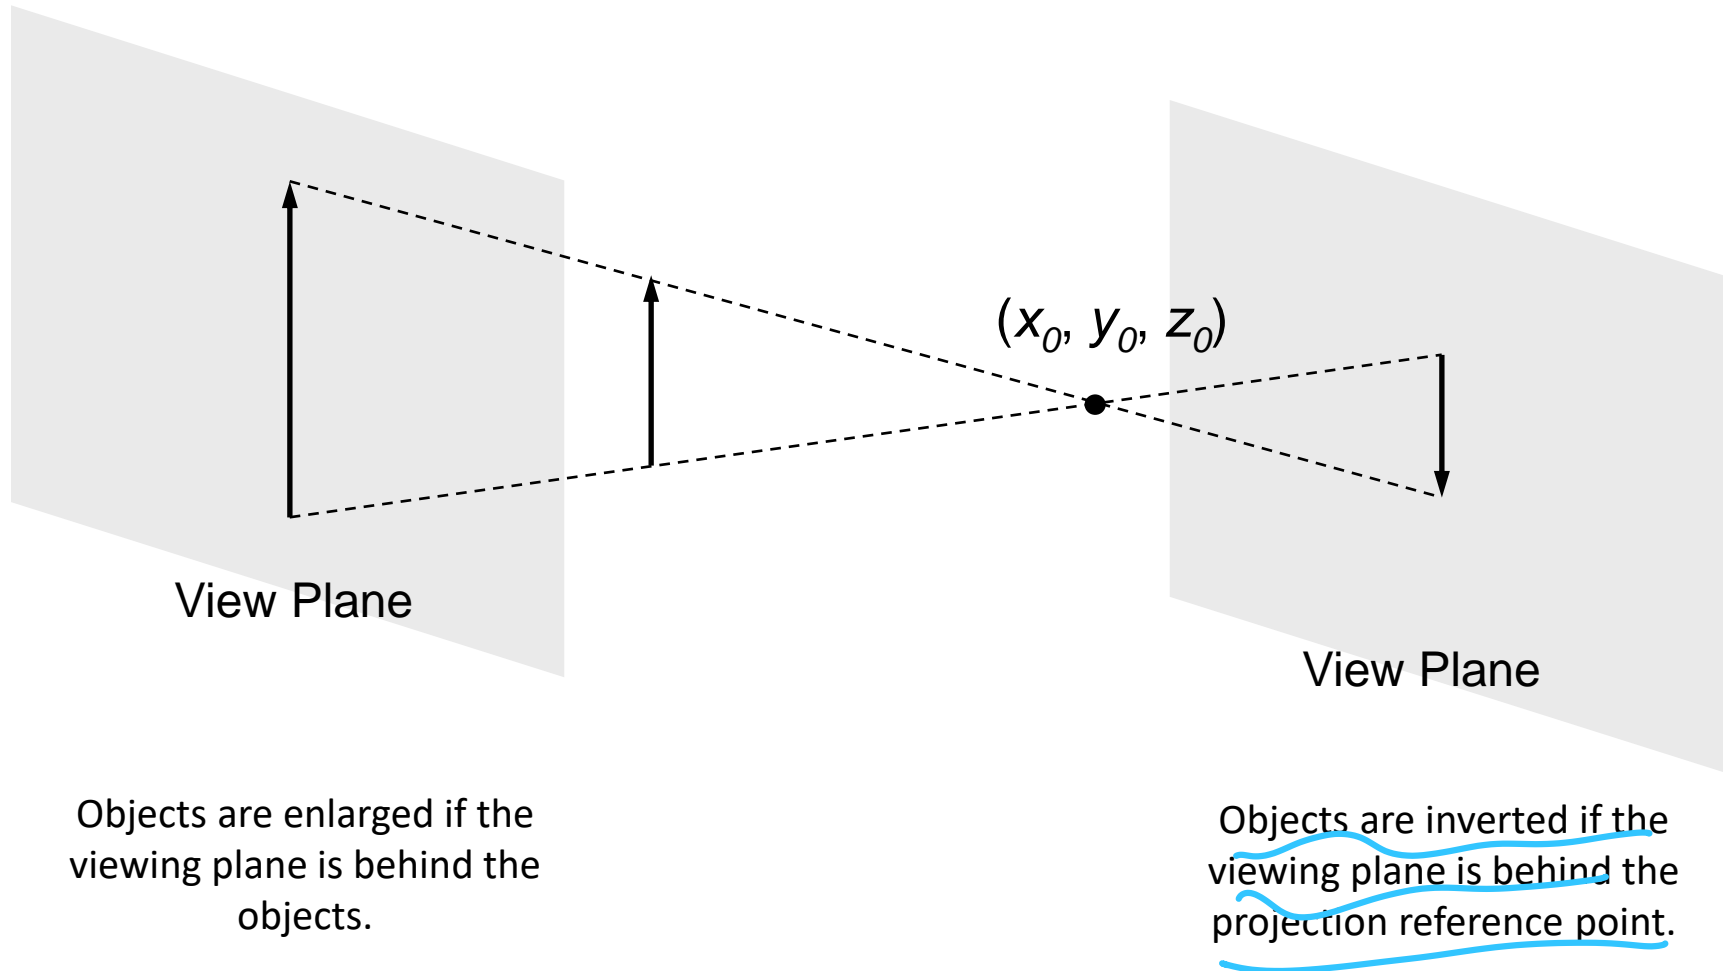 (x0, y0, z0)
View Plane
View Plane
Objects are enlarged if the
viewing plane is behind the
objects.
Objects are inverted if the
viewing plane is behind the
projection reference point.